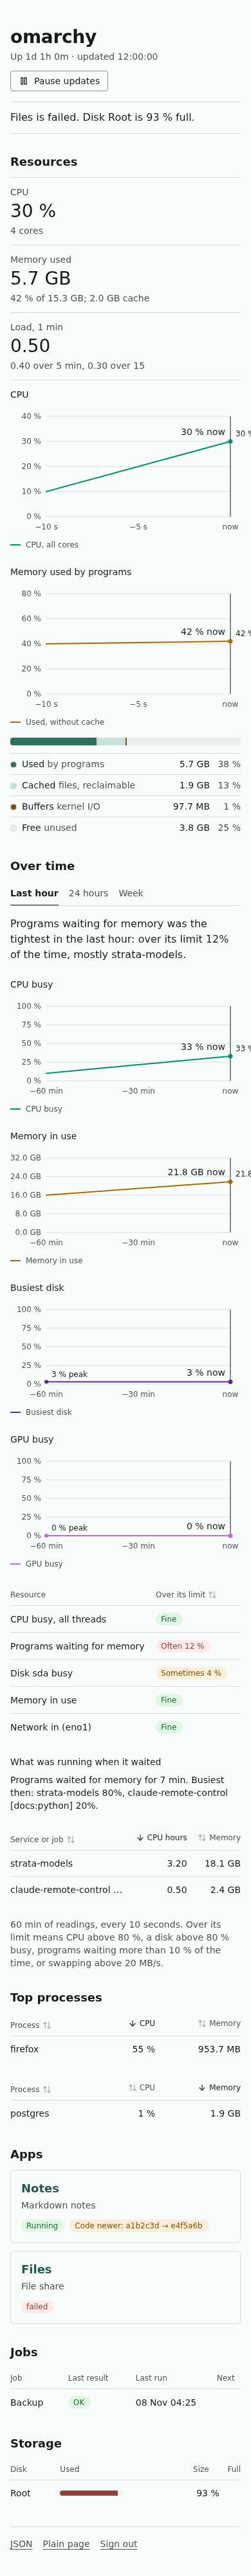 omarchy
Up 1d 1h 0m · updated 12:00:00
Pause updates
Files is failed. Disk Root is 93 % full.
Resources
CPU
30 %
4 cores
Memory used
5.7 GB
42 % of 15.3 GB; 2.0 GB cache
Load, 1 min
0.50
0.40 over 5 min, 0.30 over 15
CPU
40 %
30 % now 30 %
30 %
20 %
10 %
0 %
−10 s −5 s now
CPU, all cores
Memory used by programs
80 %
60 %
42 % now 42 %
40 %
20 %
0 %
−10 s −5 s now
Used, without cache
Used by programs 5.7 GB 38 %
Cached files, reclaimable 1.9 GB 13 %
Buffers kernel I/O 97.7 MB 1 %
Free unused 3.8 GB 25 %
Over time
Last hour 24 hours Week
Programs waiting for memory was the
tightest in the last hour: over its limit 12%
of the time, mostly strata-models.
CPU busy
100 %
75 %
50 %
33 % now 33 %
25 %
0 %
−60 min −30 min now
CPU busy
Memory in use
32.0 GB
24.0 GB
21.8 GB now 21.8
16.0 GB
8.0 GB
0.0 GB
−60 min −30 min now
Memory in use
Busiest disk
100 %
75 %
50 %
25 %
3 % peak 3 % now
0 %
−60 min −30 min now
Busiest disk
GPU busy
100 %
75 %
50 %
25 %
0 % peak 0 % now
0 %
−60 min −30 min now
GPU busy
Resource Over its limit ↑↓
CPU busy, all threads Fine
Programs waiting for memory Often 12 %
Disk sda busy Sometimes 4 %
Memory in use Fine
Network in (eno1) Fine
What was running when it waited
Programs waited for memory for 7 min. Busiest
then: strata-models 80%, claude-remote-control
[docs:python] 20%.
Service or job ↑↓ ↓ CPU hours ↑↓ Memory
strata-models 3.20 18.1 GB
claude-remote-control … 0.50 2.4 GB
60 min of readings, every 10 seconds. Over its
limit means CPU above 80 %, a disk above 80 %
busy, programs waiting more than 10 % of the
time, or swapping above 20 MB/s.
Top processes
Process ↑↓ ↓ CPU ↑↓ Memory
firefox 55 % 953.7 MB
Process ↑↓ ↑↓ CPU ↓ Memory
postgres 1 % 1.9 GB
Apps
Notes
Markdown notes
Running Code newer: a1b2c3d → e4f5a6b
Files
File share
failed
Jobs
Job Last result Last run Next
Backup OK 08 Nov 04:25
Storage
Disk Used Size Full
Root 93 %
JSON Plain page Sign out